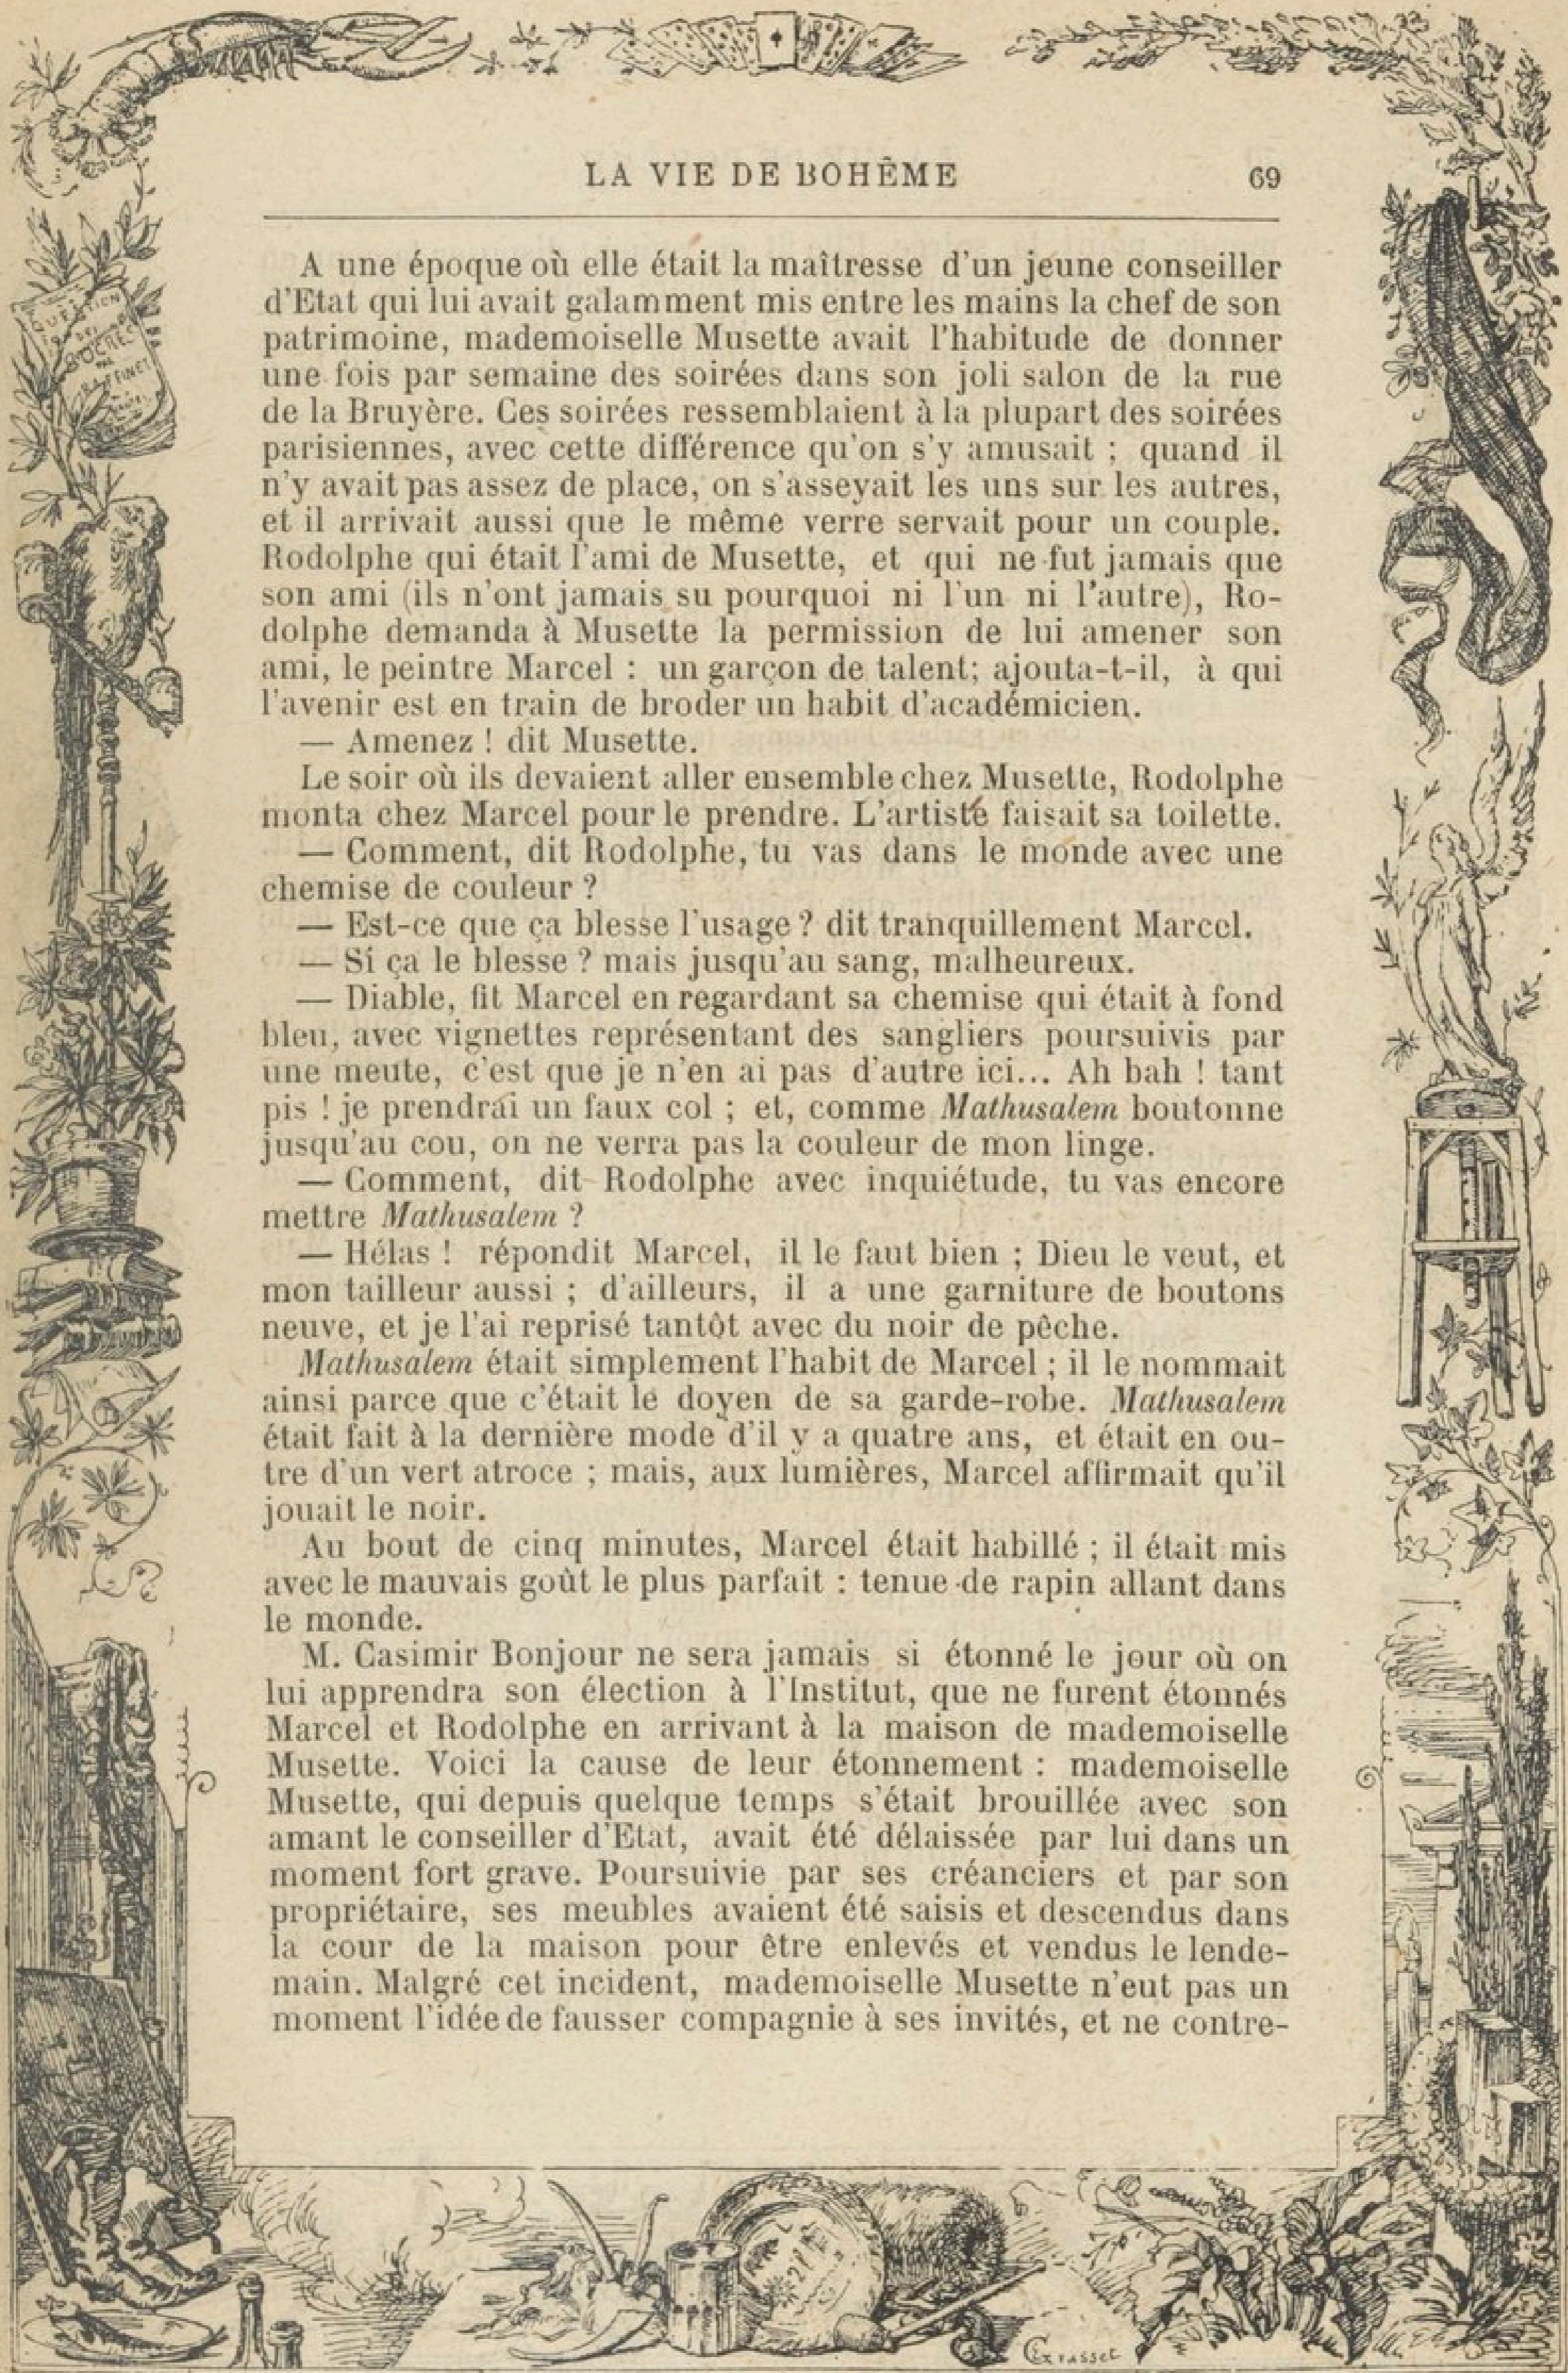 LA VIE DE BOHÊME 69
A une époque où elle était la maîtresse d'un jeune conseiller
d'Etat qui lui avait galamment mis entre les mains la chef de son
patrimoine, mademoiselle Musette avait l'habitude de donner
une fois par semaine des soirées dans son joli salon de la rue
de la Bruyère. Ces soirées ressemblaient à la plupart des soirées
parisiennes, avec cette différence qu'on s'y amusait ; quand il
n'y avait pas assez de place, on s'asseyait les uns sur les autres,
et il arrivait aussi que le même verre servait pour un couple.
Rodolphe qui était l'ami de Musette, et qui ne fut jamais que
son ami (ils n'ont jamais su pourquoi ni l'un ni l'autre), Ro-
dolphe demanda à Musette la permission de lui amener son
ami, le peintre Marcel : un garçon de talent; ajouta-t-il, à qui
l'avenir est en train de broder un habit d'académicien.
— Amenez ! dit Musette.
Le soir où ils devaient aller ensemble chez Musette, Rodolphe
monta chez Marcel pour le prendre. L'artiste faisait sa toilette.
— Comment, dit Rodolphe, tu vas dans le monde avec une
chemise de couleur ?
— Est-ce que ça blesse l'usage ? dit tranquillement Marcel.
— Si ça le blesse ? mais jusqu'au sang, malheureux.
— Diable, fit Marcel en regardant sa chemise qui était à fond
bleu, avec vignettes représentant des sangliers poursuivis par
une meute, c'est que je n'en ai pas d'autre ici... Ah bah ! tant
pis ! je prendrai un faux col ; et, comme Mathusalem boutonne
jusqu'au cou, on ne verra pas la couleur de mon linge.
— Comment, dit Rodolphe avec inquiétude, tu vas encore
mettre Mathusalem ?
— Hélas ! répondit Marcel, il le faut bien ; Dieu le veut, et
mon tailleur aussi ; d'ailleurs, il a une garniture de boutons
neuve, et je l'ai reprisé tantôt avec du noir de pêche.
Mathusalem était simplement l'habit de Marcel ; il le nommait
ainsi parce que c'était le doyen de sa garde-robe. Mathusalem
était fait à la dernière mode d'il y a quatre ans, et était en ou-
tre d'un vert atroce ; mais, aux lumières, Marcel affirmait qu'il
jouait le noir.
Au bout de cinq minutes, Marcel était habillé ; il était mis
avec le mauvais goût le plus parfait : tenue de rapin allant dans
le monde.
M. Casimir Bonjour ne sera jamais si étonné le jour où on
lui apprendra son élection à l'Institut, que ne furent étonnés
Marcel et Rodolphe en arrivant à la maison de mademoiselle
Musette. Voici la cause de leur étonnement : mademoiselle
Musette, qui depuis quelque temps s'était brouillée avec son
amant le conseiller d'Etat, avait été délaissée par lui dans un
moment fort grave. Poursuivie par ses créanciers et par son
propriétaire, ses meubles avaient été saisis et descendus dans
la cour de la maison pour être enlevés et vendus le lende-
main. Malgré cet incident, mademoiselle Musette n'eut pas un
moment l'idée de fausser compagnie à ses invités, et ne contre-